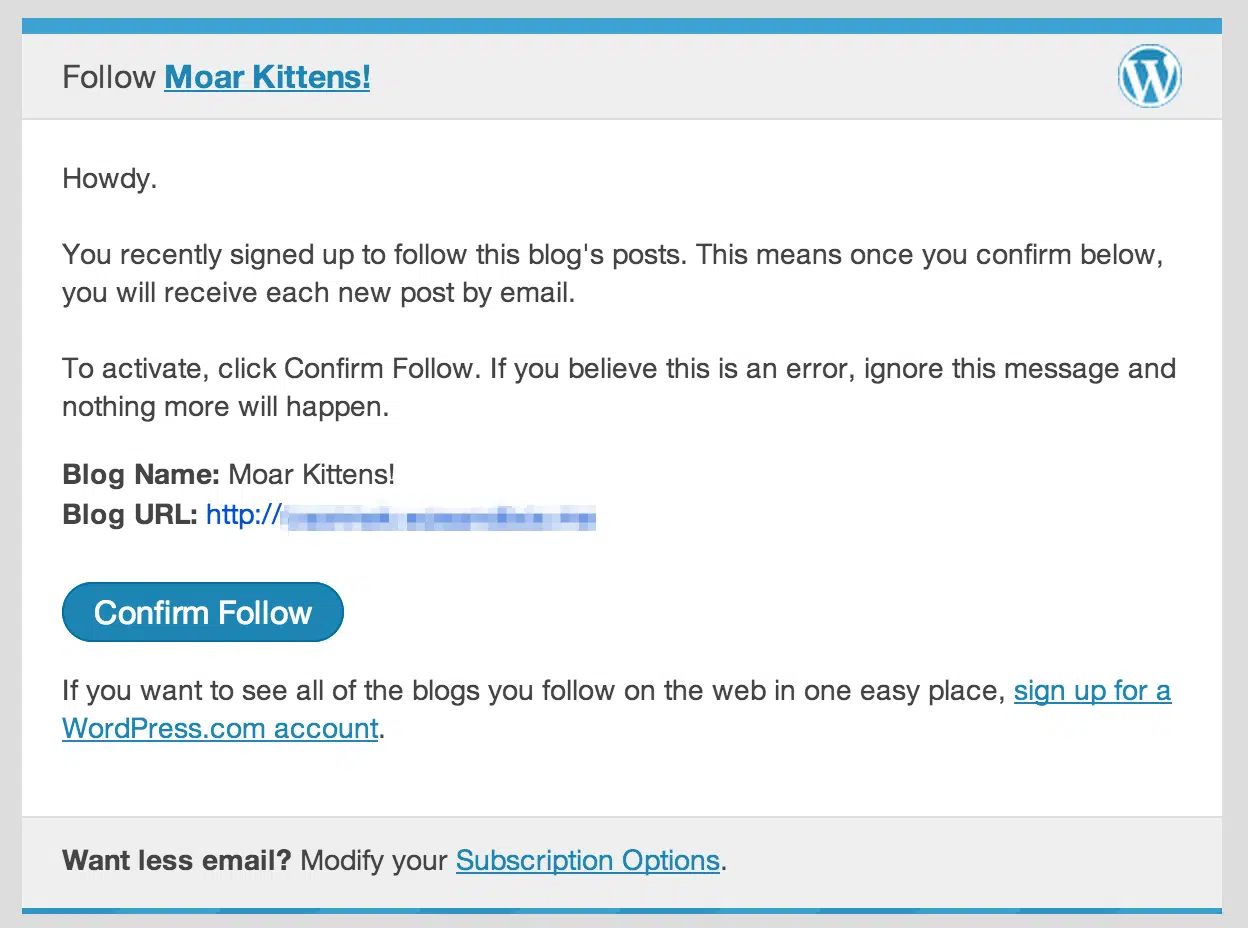 Follow Moar Kittens!
W
Howdy.
You recently signed up to follow this blog's posts. This means once you confirm below,
you will receive each new post by email.
To activate, click Confirm Follow. If you believe this is an error, ignore this message and
nothing more will happen.
Blog Name: Moar Kittens!
Blog URL: http://
Confirm Follow
If you want to see all of the blogs you follow on the web in one easy place, sign up for a
WordPress.com account.
Want less email? Modify your Subscription Options.